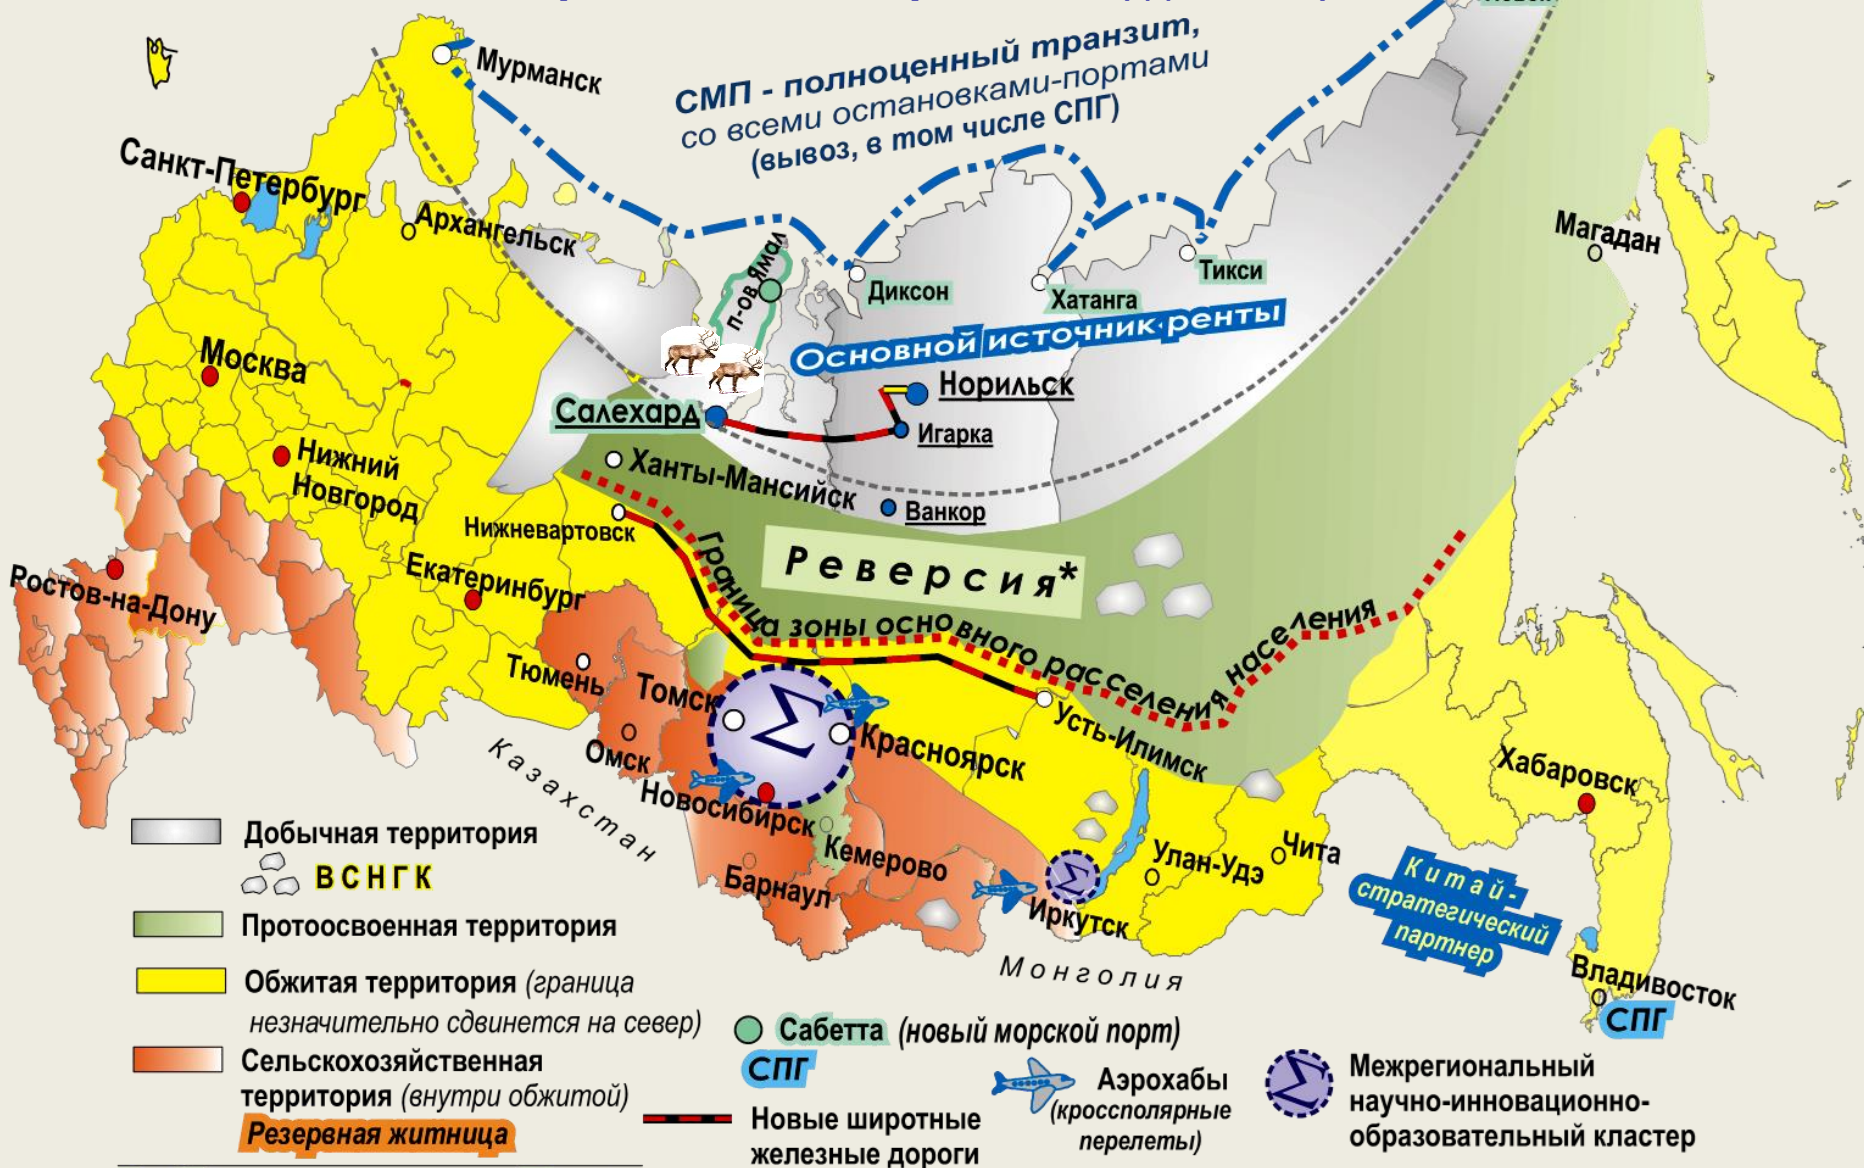 Мурманск
СМП - полноценный транзит,
со всеми остановками-портами
(вывоз, в том числе СПГ)
Санкт-Петербург
Архангельск
Магадан
п-ов Ямал
Диксон
Хатанга
Тикси
Основной источник ренты
Москва
Салехард
Норильск
Игарка
Нижний
Новгород
Ханты-Мансийск
Ванкор
Нижневартовск
Реверсия*
Граница зоны основного расселения населения
Ростов-на-Дону
Екатеринбург
Тюмень
Томск
Σ
Красноярск
Усть-Илимск
Омск
Новосибирск
Хабаровск
Казахстан
Кемерово
Барнаул
Σ
Иркутск
Улан-Удэ
Чита
Китай-
стратегический
партнер
Монголия
Владивосток
СПГ
Добычная территория
ВСНГК
Протоосвоенная территория
Обжитая территория (граница
незначительно сдвинется на север)
Сельскохозяйственная
территория (внутри обжитой)
Резервная житница
Сабетта (новый морской порт)
СПГ
Новые широтные
железные дороги
Аэрохабы
(кроссполярные
перелеты)
Σ
Межрегиональный
научно-инновационно-
образовательный кластер